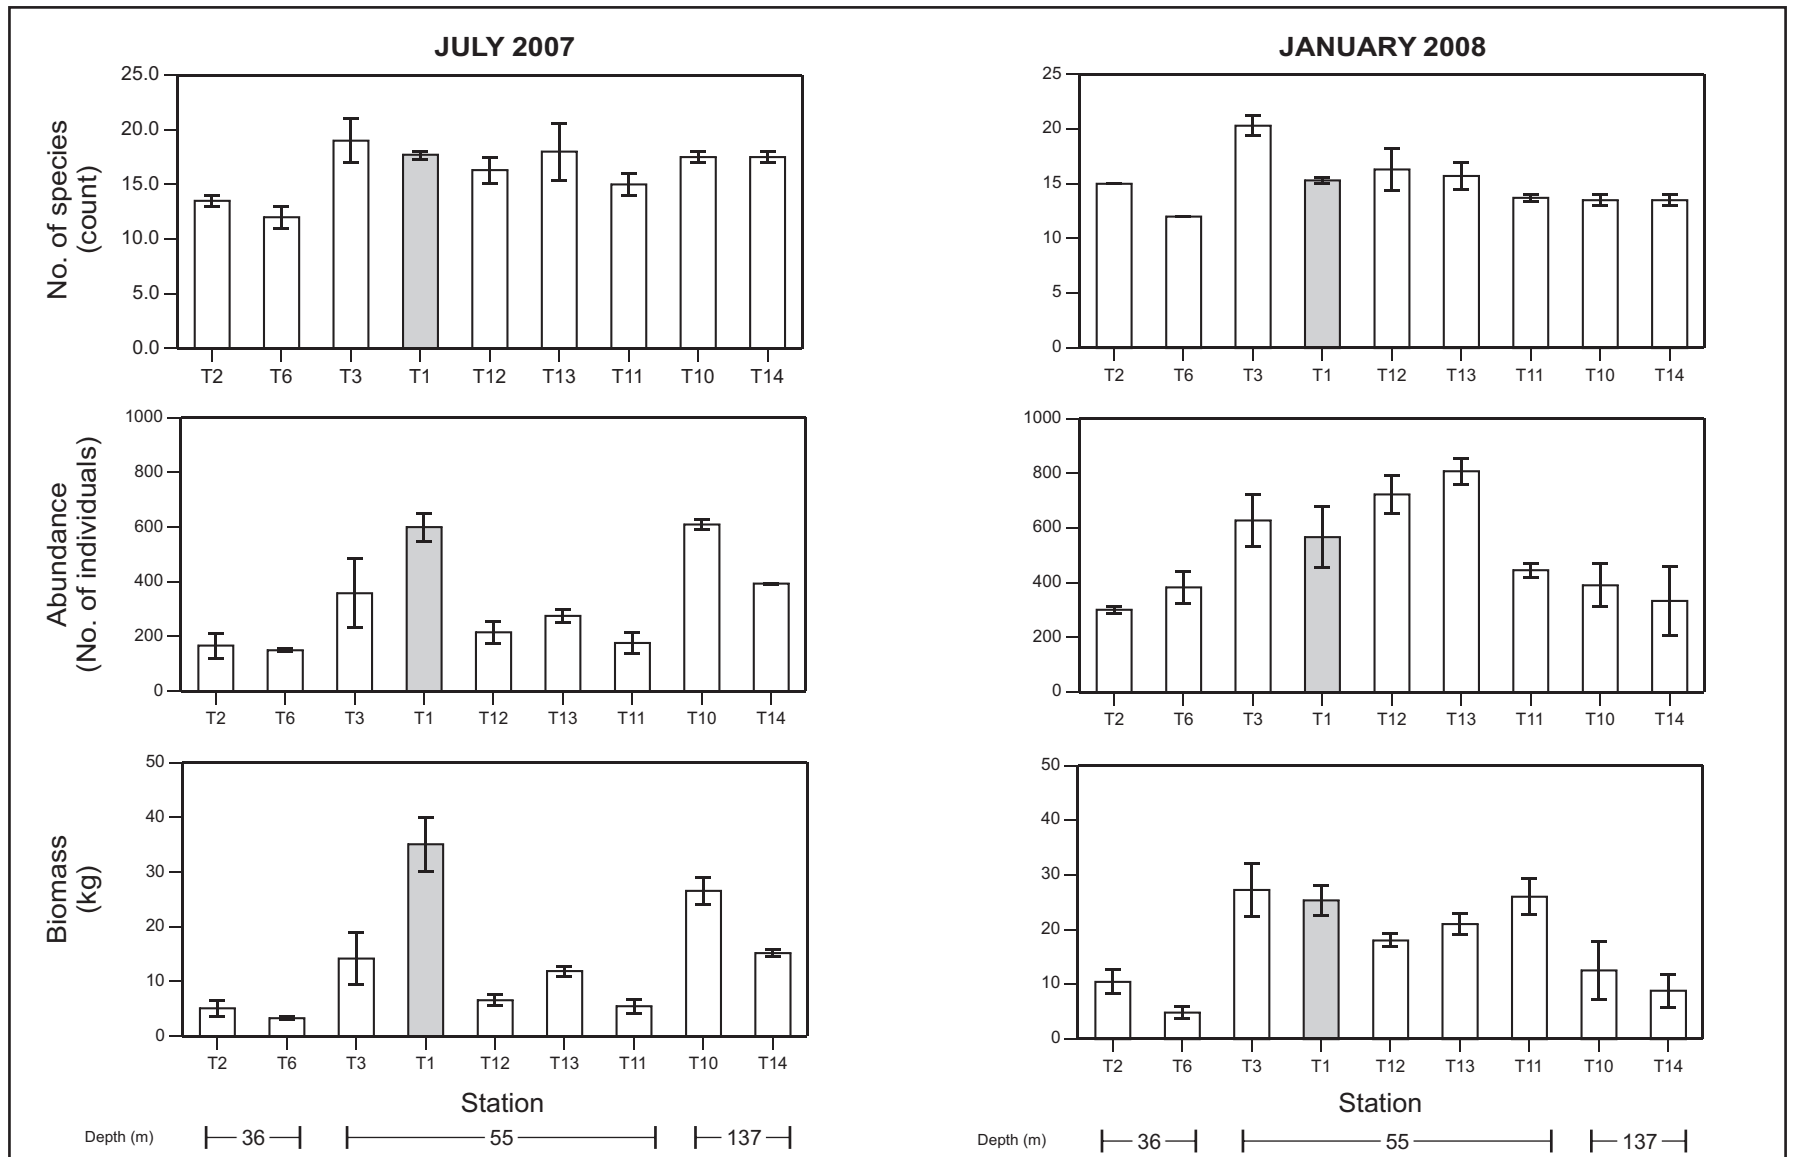 JULY 2007
No. of species
(count)
25.0
20.0
15.0
10.0
5.0
0.0
T2 T6 T3 T1 T12 T13 T11 T10 T14
JANUARY 2008
25
20
15
10
5
0
T2 T6 T3 T1 T12 T13 T11 T10 T14
Abundance
(No. of individuals)
1000
800
600
400
200
0
T2 T6 T3 T1 T12 T13 T11 T10 T14
1000
800
600
400
200
0
T2 T6 T3 T1 T12 T13 T11 T10 T14
Biomass
(kg)
50
40
30
20
10
0
T2 T6 T3 T1 T12 T13 T11 T10 T14
Station
Depth (m) 36 55 137
50
40
30
20
10
0
T2 T6 T3 T1 T12 T13 T11 T10 T14
Station
Depth (m) 36 55 137